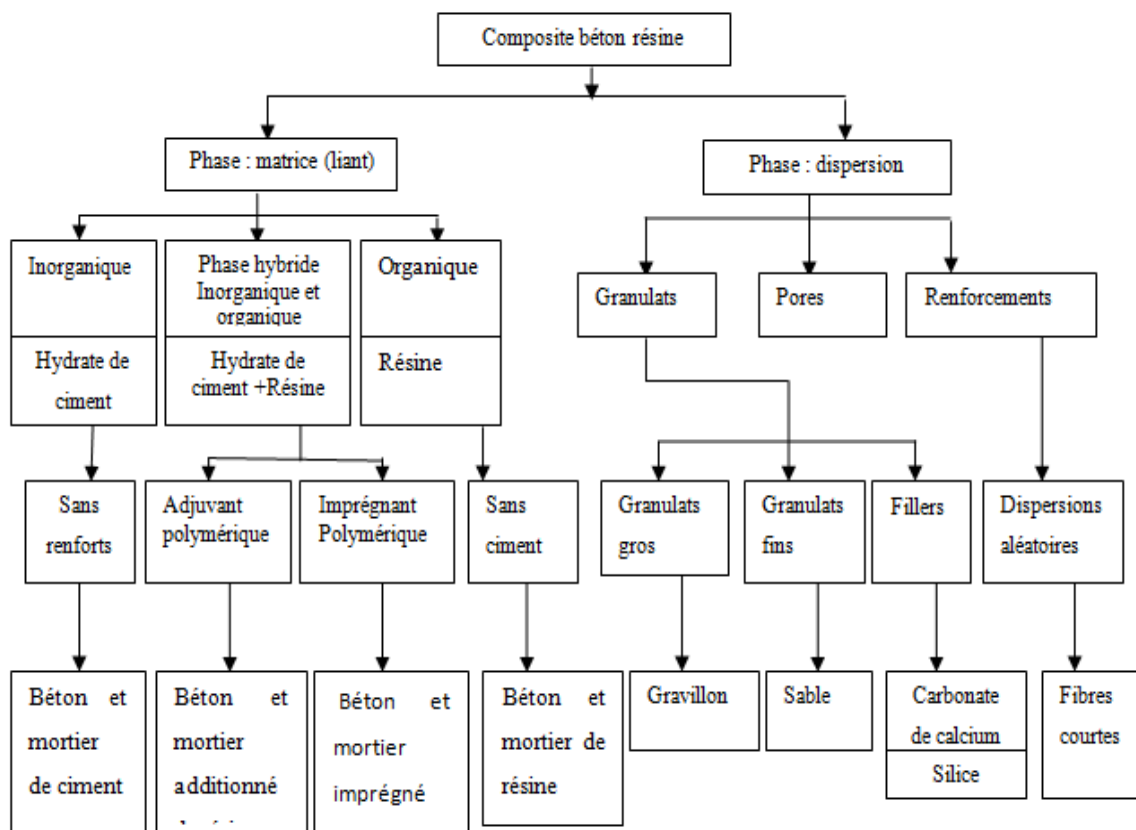 Composite béton résine
Phase : matrice (liant)
Phase : dispersion
Inorganique
Hydrate de
ciment
Phase hybride
Inorganique et
organique
Hydrate de
ciment +Résine
Organique
Résine
Granulats
Pores
Renforcements
Sans
renforts
Adjuvant
polymérique
Imprégnant
Polymérique
Sans
ciment
Granulats
gros
Granulats
fins
Fillers
Dispersions
aléatoires
Béton et
mortier
de ciment
Béton et
mortier
additionné
Béton et
mortier
imprégné
Béton et
mortier de
résine
Gravillon
Sable
Carbonate
de calcium
Silice
Fibres
courtes